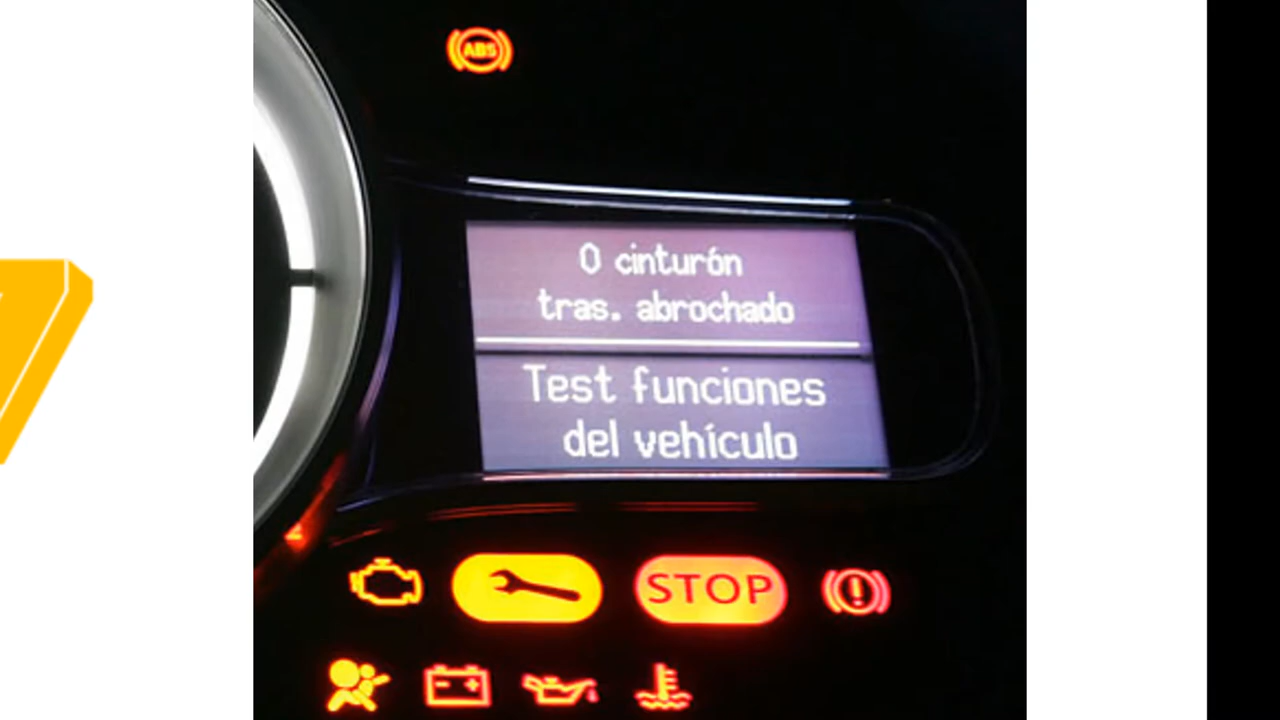 ABS
0 cinturón
tras. abrochado
Test funciones
del vehículo
STOP